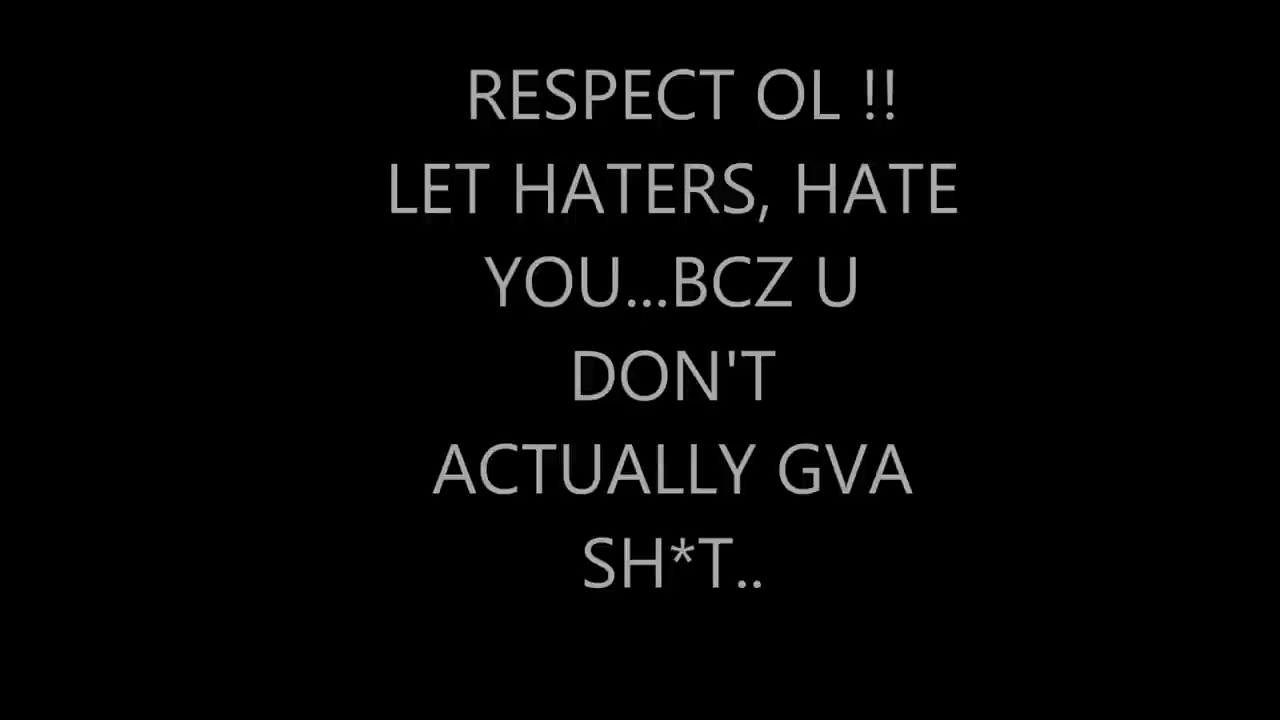 RESPECT OL !!
LET HATERS, HATE
YOU...BCZ U
DON'T
ACTUALLY GVA
SH*T..